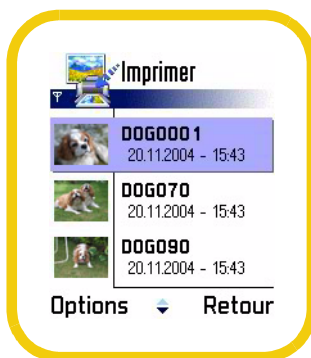 Imprimer
DOG0001
20.11.2004 - 15:43
DOG070
20.11.2004 - 15:43
DOG090
20.11.2004 - 15:43
Options Retour